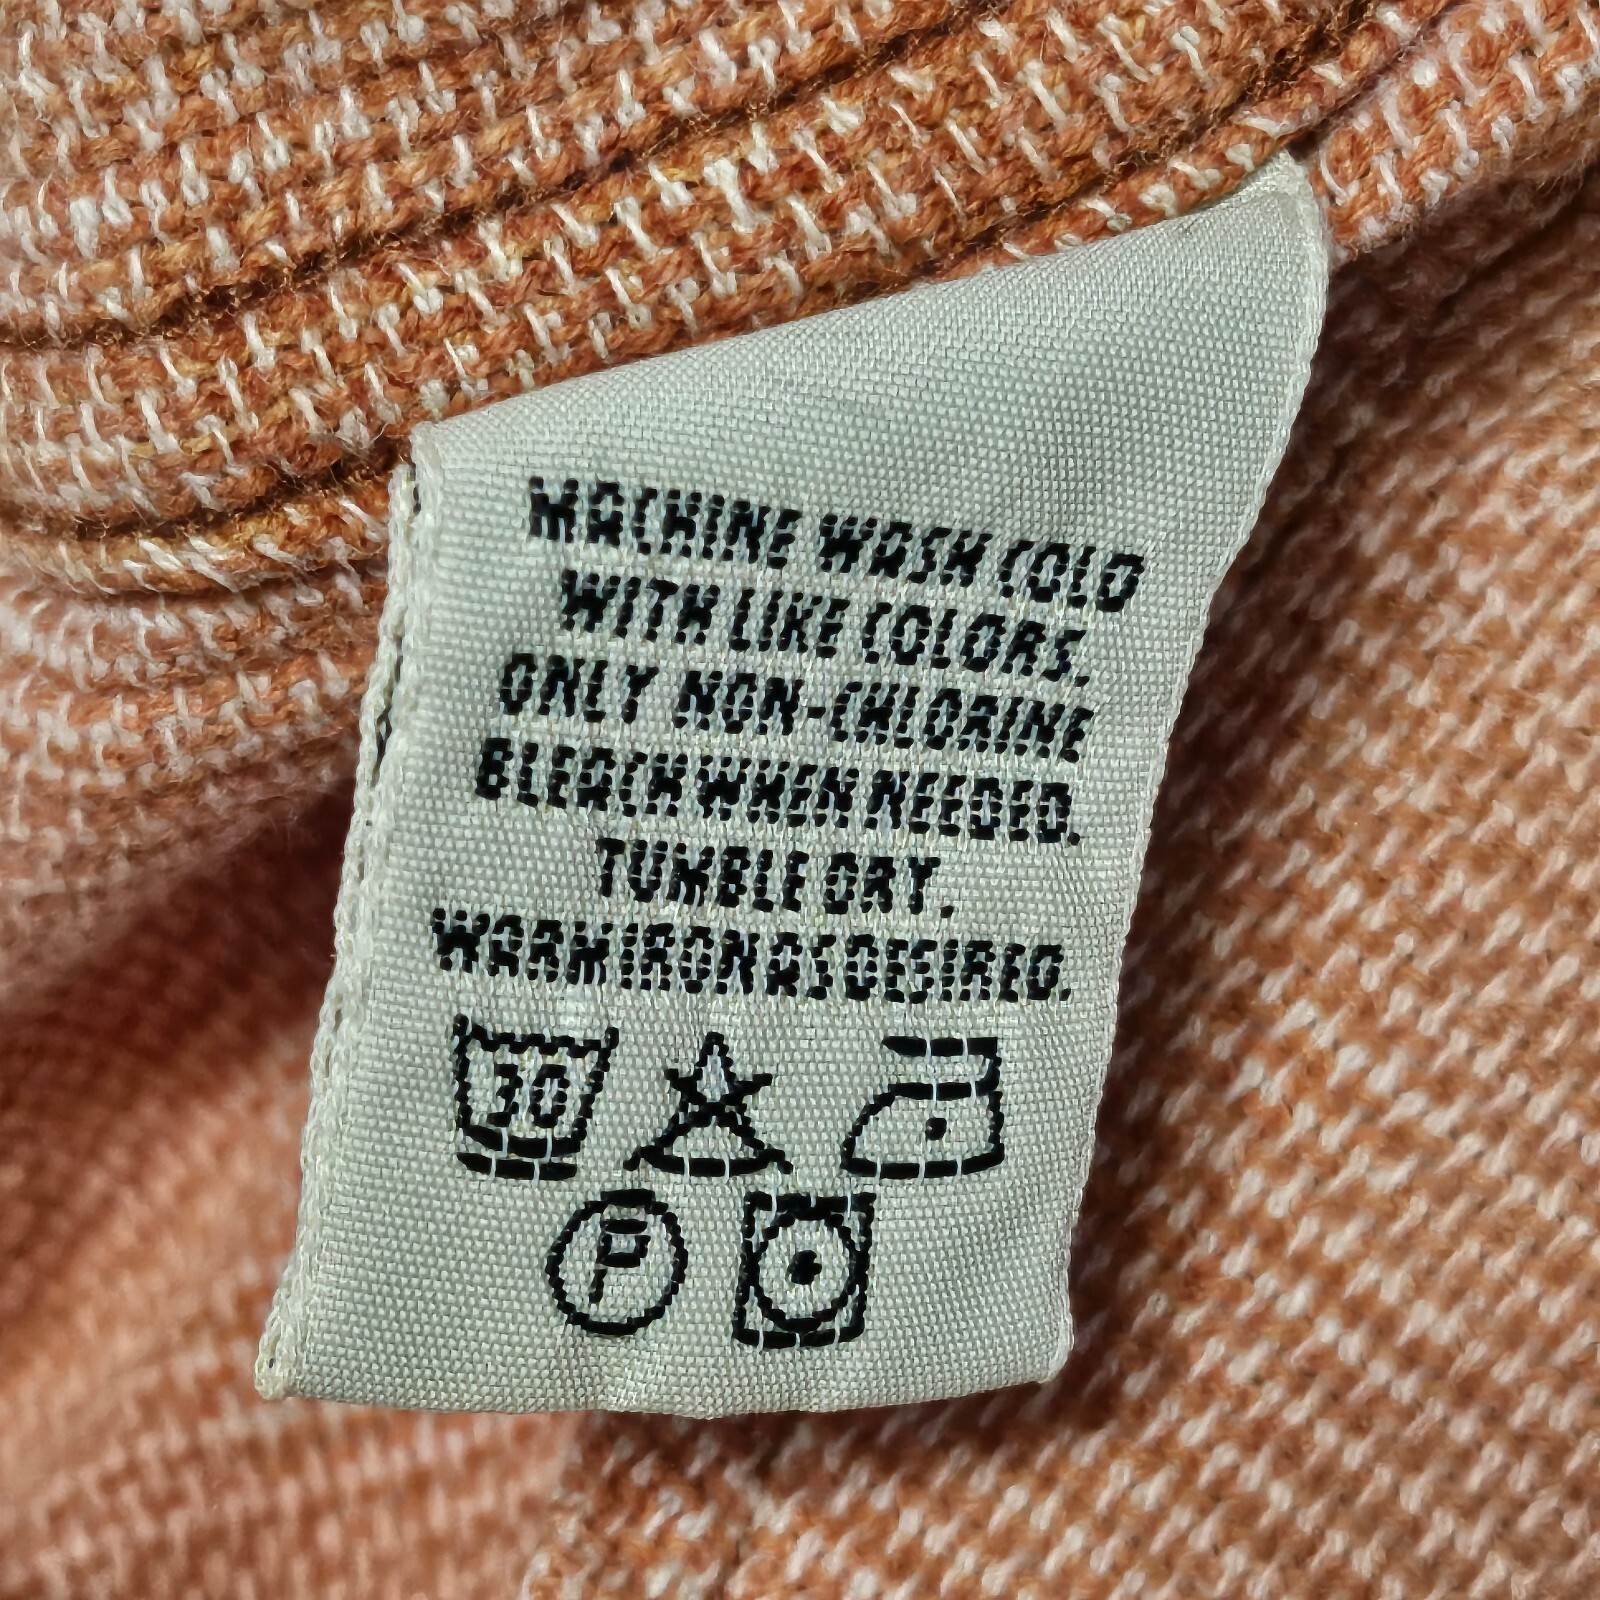 MACHINE WASH COLD
WITH LIKE COLORS.
ONLY NON-CHLORINE
BLEACH WHEN NEEDED.
TUMBLE DRY.
WARM IRON AS DESIRED.
30
P